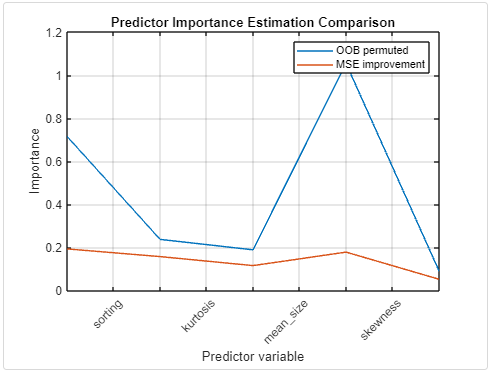 Predictor Importance Estimation Comparison
OOB permuted
MSE improvement
1.2
1
0.8
0.6
0.4
0.2
0
Importance
sorting
kurtosis
mean_size
skewness
Predictor variable